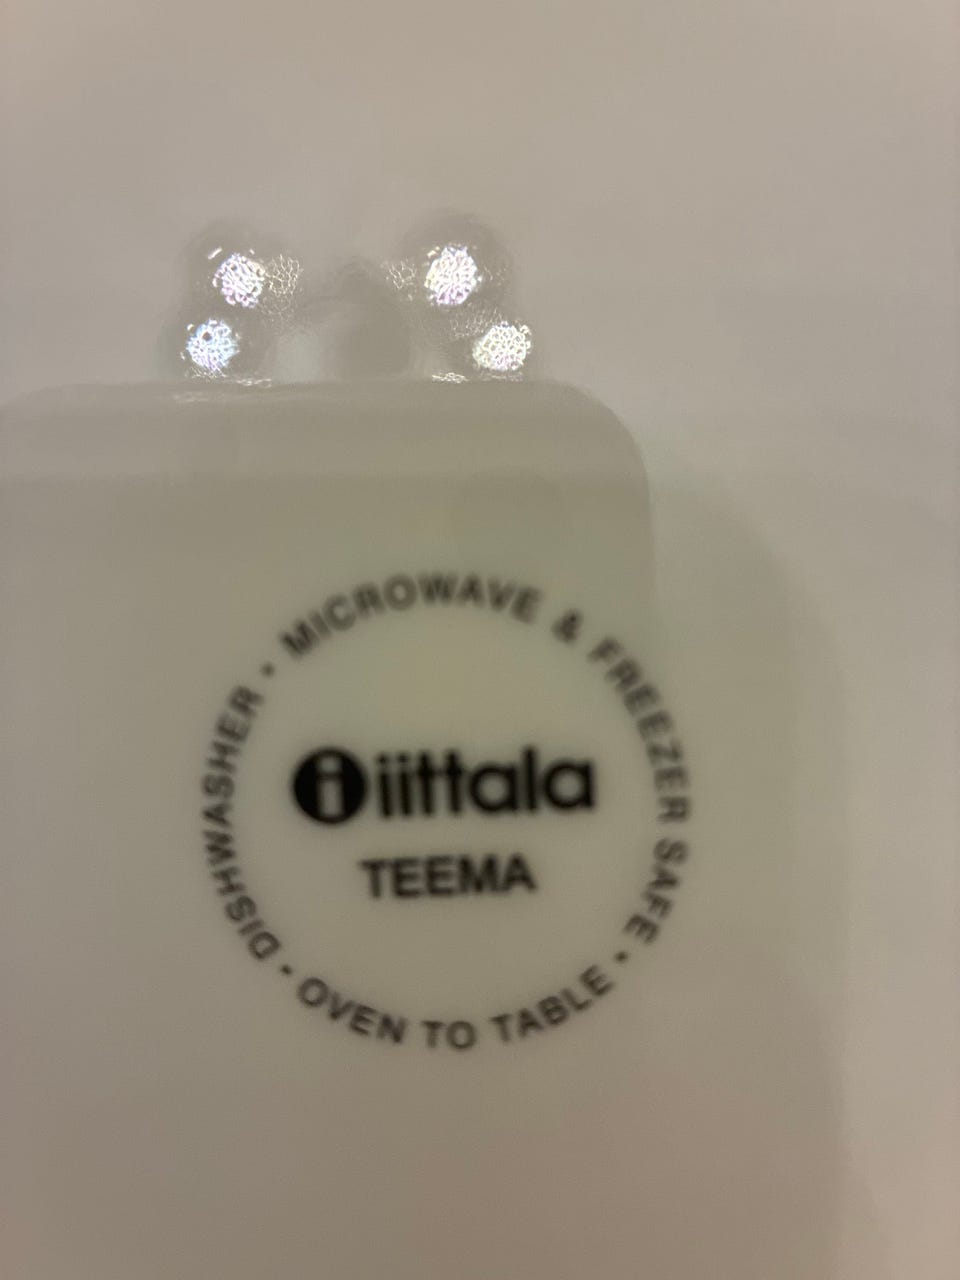 MICROWAVE & FREEZER SAFE •
OVEN TO TABLE •
DISHWASHER •
i iittala
TEEMA